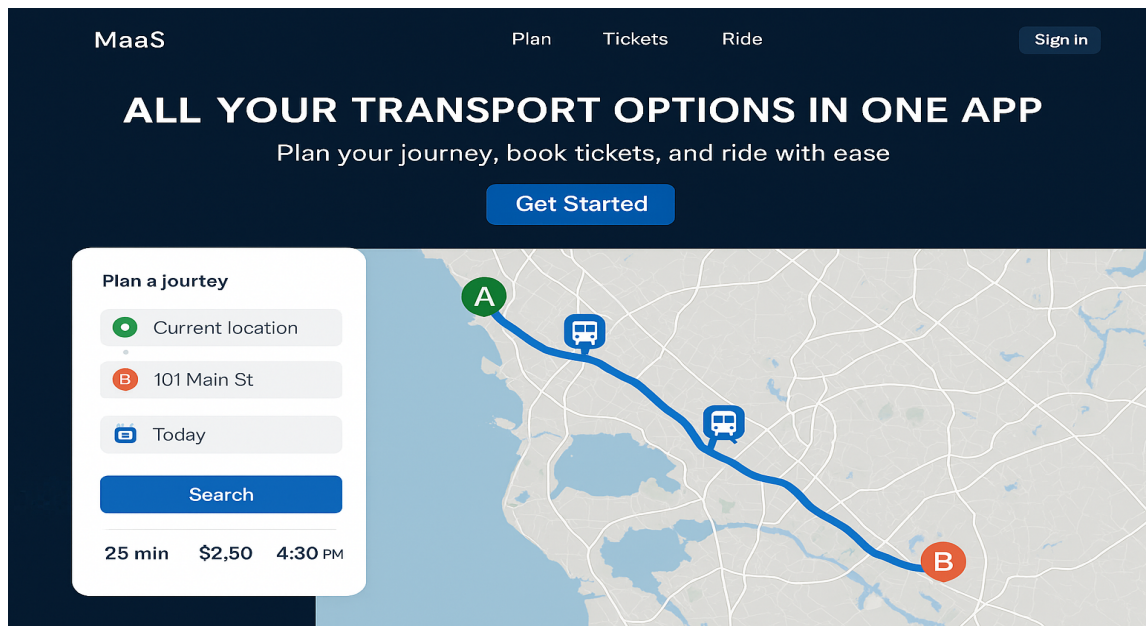 MaaS
Plan Tickets Ride
Sign in
ALL YOUR TRANSPORT OPTIONS IN ONE APP
Plan your journey, book tickets, and ride with ease
Get Started
Plan a jourtey
Current location
B 101 Main St
Today
Search
25 min $2,50 4:30 PM
A
B